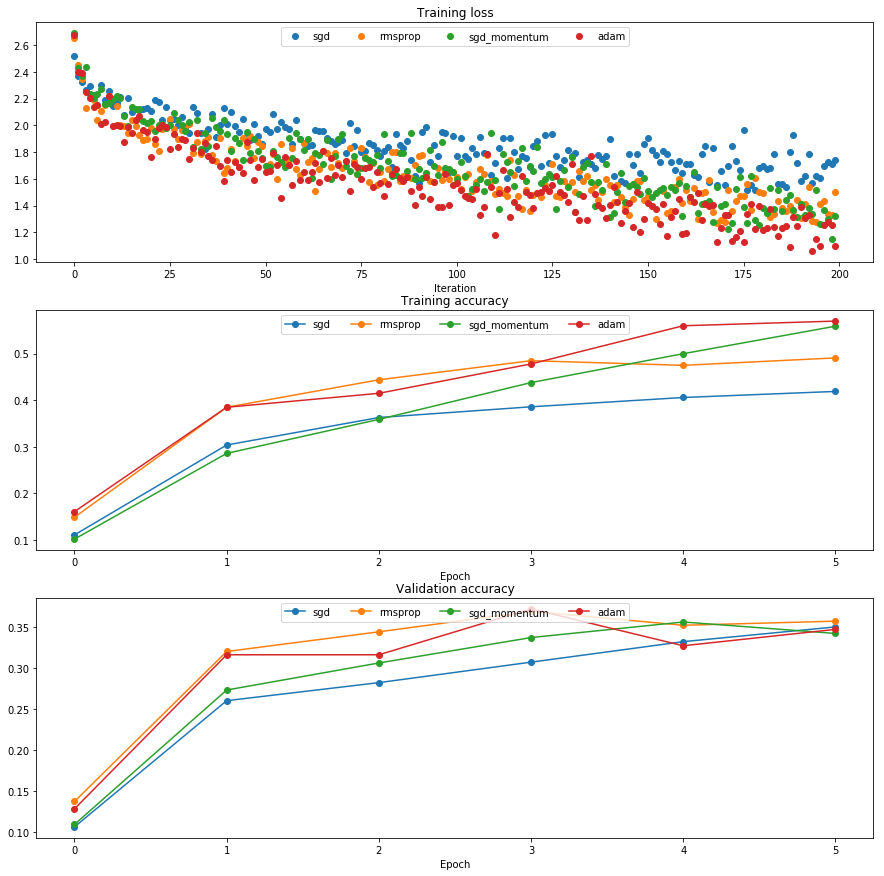 Training loss
sgd rmsprop sgd_momentum adam
2.6
2.4
2.2
2.0
1.8
1.6
1.4
1.2
1.0
0 25 50 75 100 125 150 175 200
Iteration
Training accuracy
sgd rmsprop sgd_momentum adam
0.5
0.4
0.3
0.2
0.1
0 1 2 3 4 5
Epoch
Validation accuracy
sgd rmsprop sgd_momentum adam
0.35
0.30
0.25
0.20
0.15
0.10
0 1 2 3 4 5
Epoch